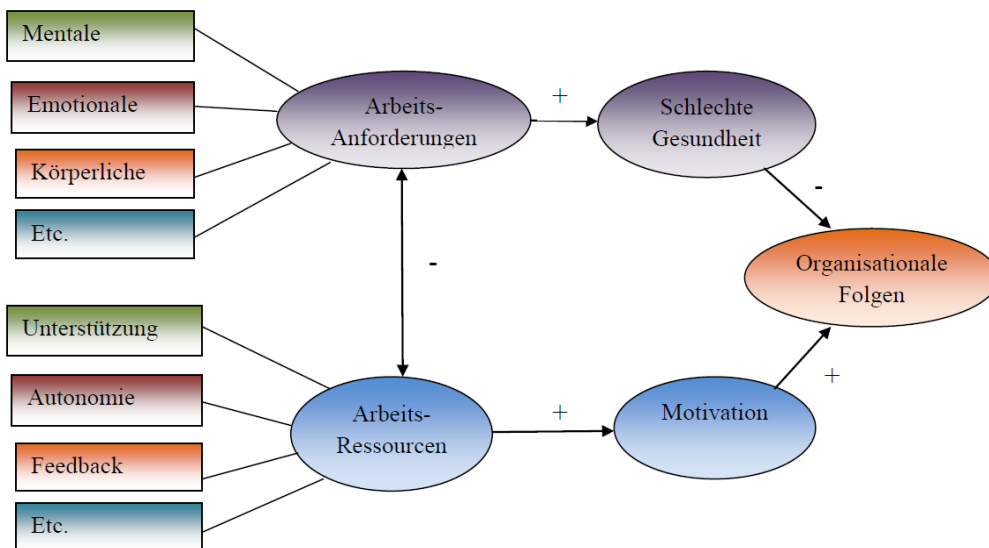 Mentale
Emotionale
Körperliche
Etc.
Arbeits-
Anforderungen
+
Schlechte
Gesundheit
-
-
Organisationale
Folgen
Unterstützung
Autonomie
Feedback
Etc.
Arbeits-
Ressourcen
+
Motivation
+